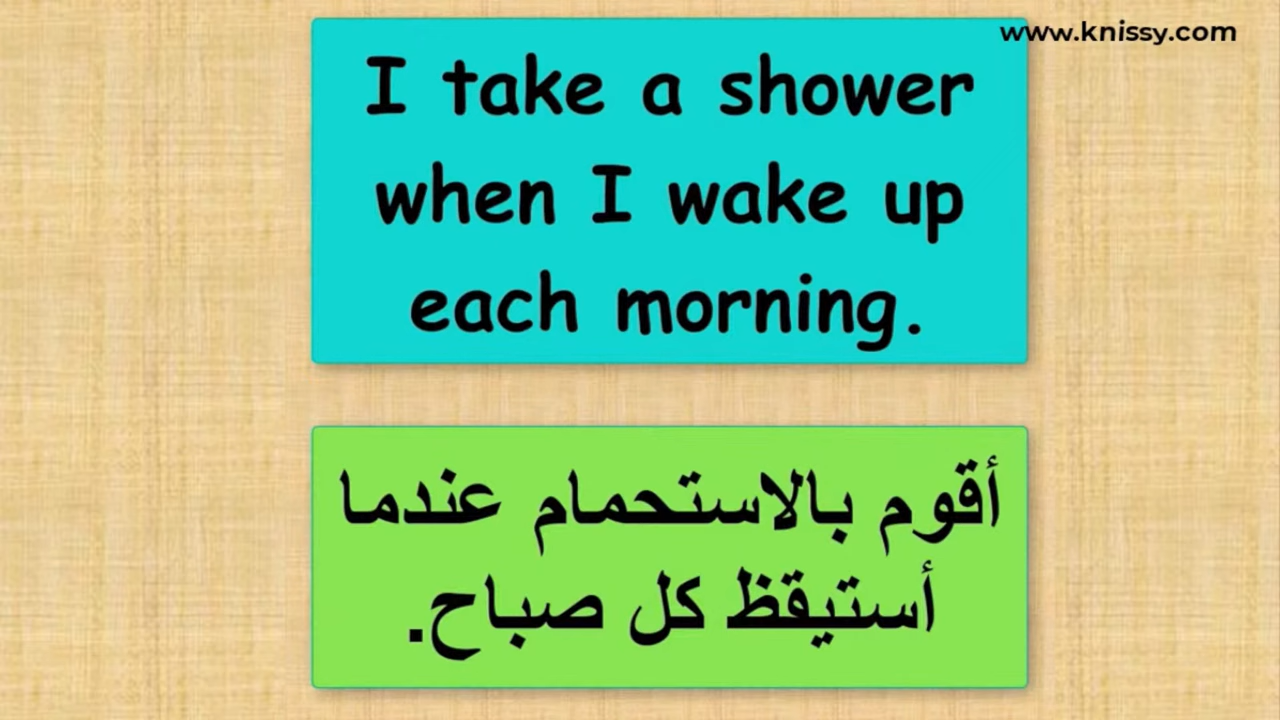 www.knissy.com
I take a shower
when I wake up
each morning.
أقوم بالاستحمام عندما
أستيقظ كل صباح.